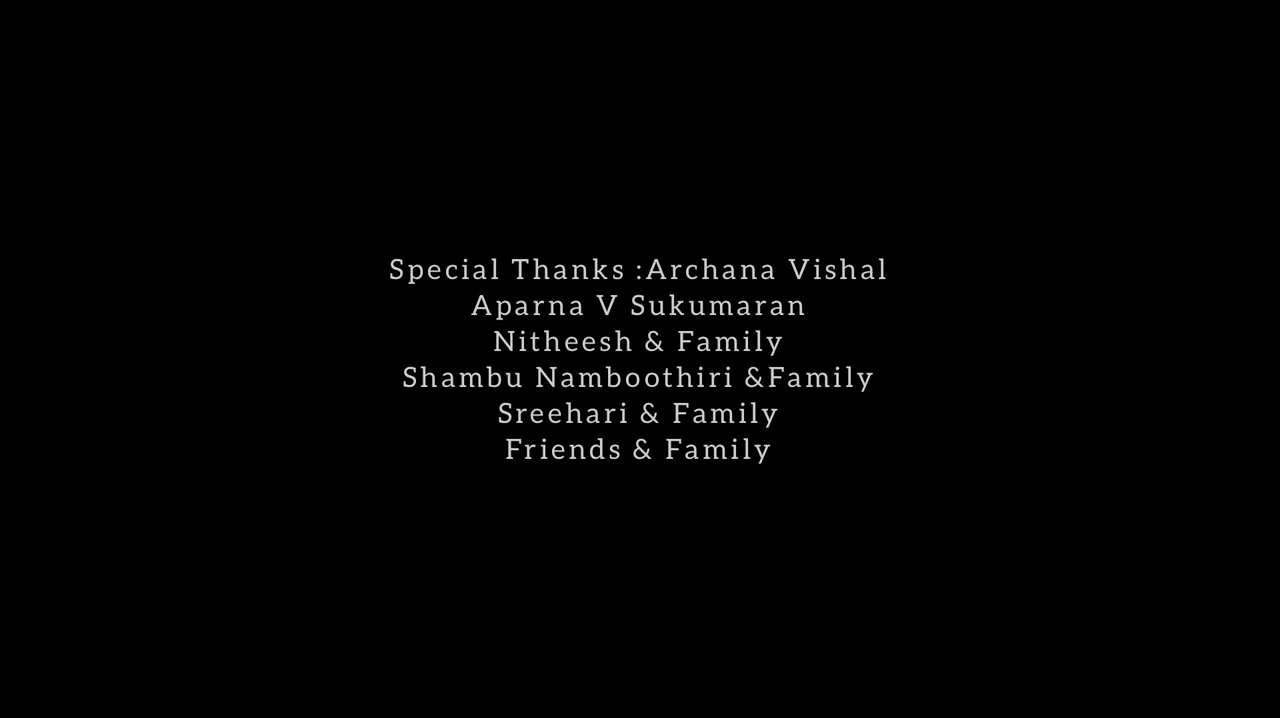 Special Thanks :Archana Vishal
Aparna V Sukumaran
Nitheesh & Family
Shambu Namboothiri &Family
Sreehari & Family
Friends & Family